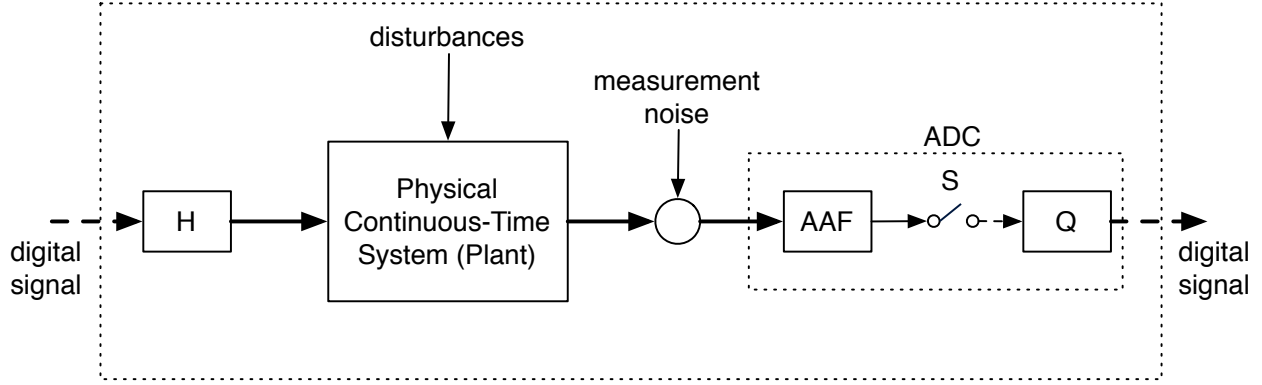 disturbances
measurement
noise
ADC
S
H
Physical
Continuous-Time
System (Plant)
AAF
Q
digital
signal
digital
signal